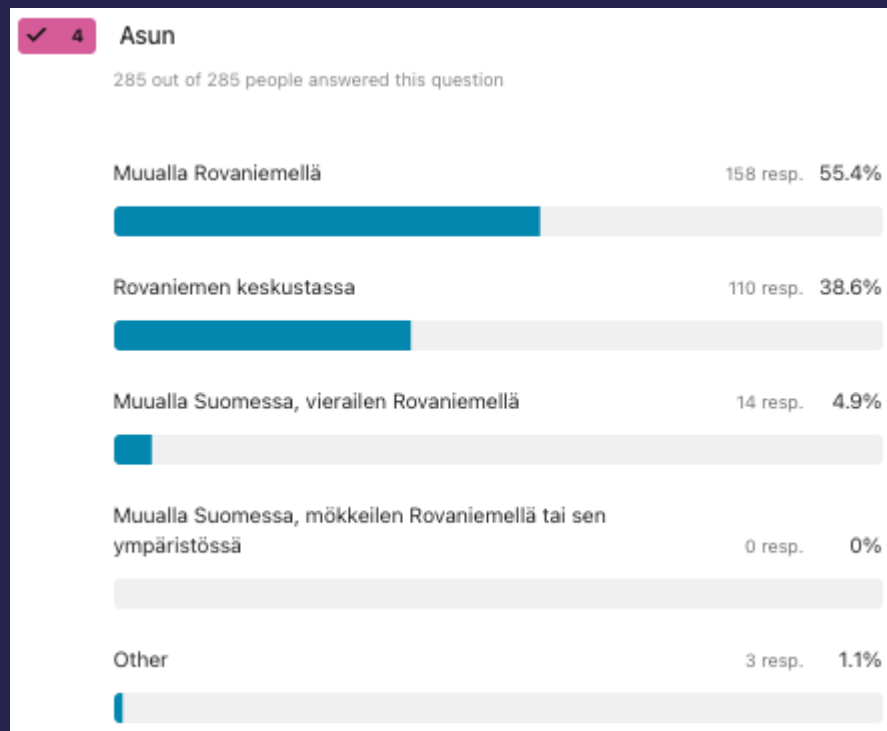 4 Asun
285 out of 285 people answered this question
Muualla Rovaniemellä 158 resp. 55.4%
Rovaniemen keskustassa 110 resp. 38.6%
Muualla Suomessa, vierailen Rovaniemellä 14 resp. 4.9%
Muualla Suomessa, mökkeilen Rovaniemellä tai sen
ympäristössä 0 resp. 0%
Other 3 resp. 1.1%